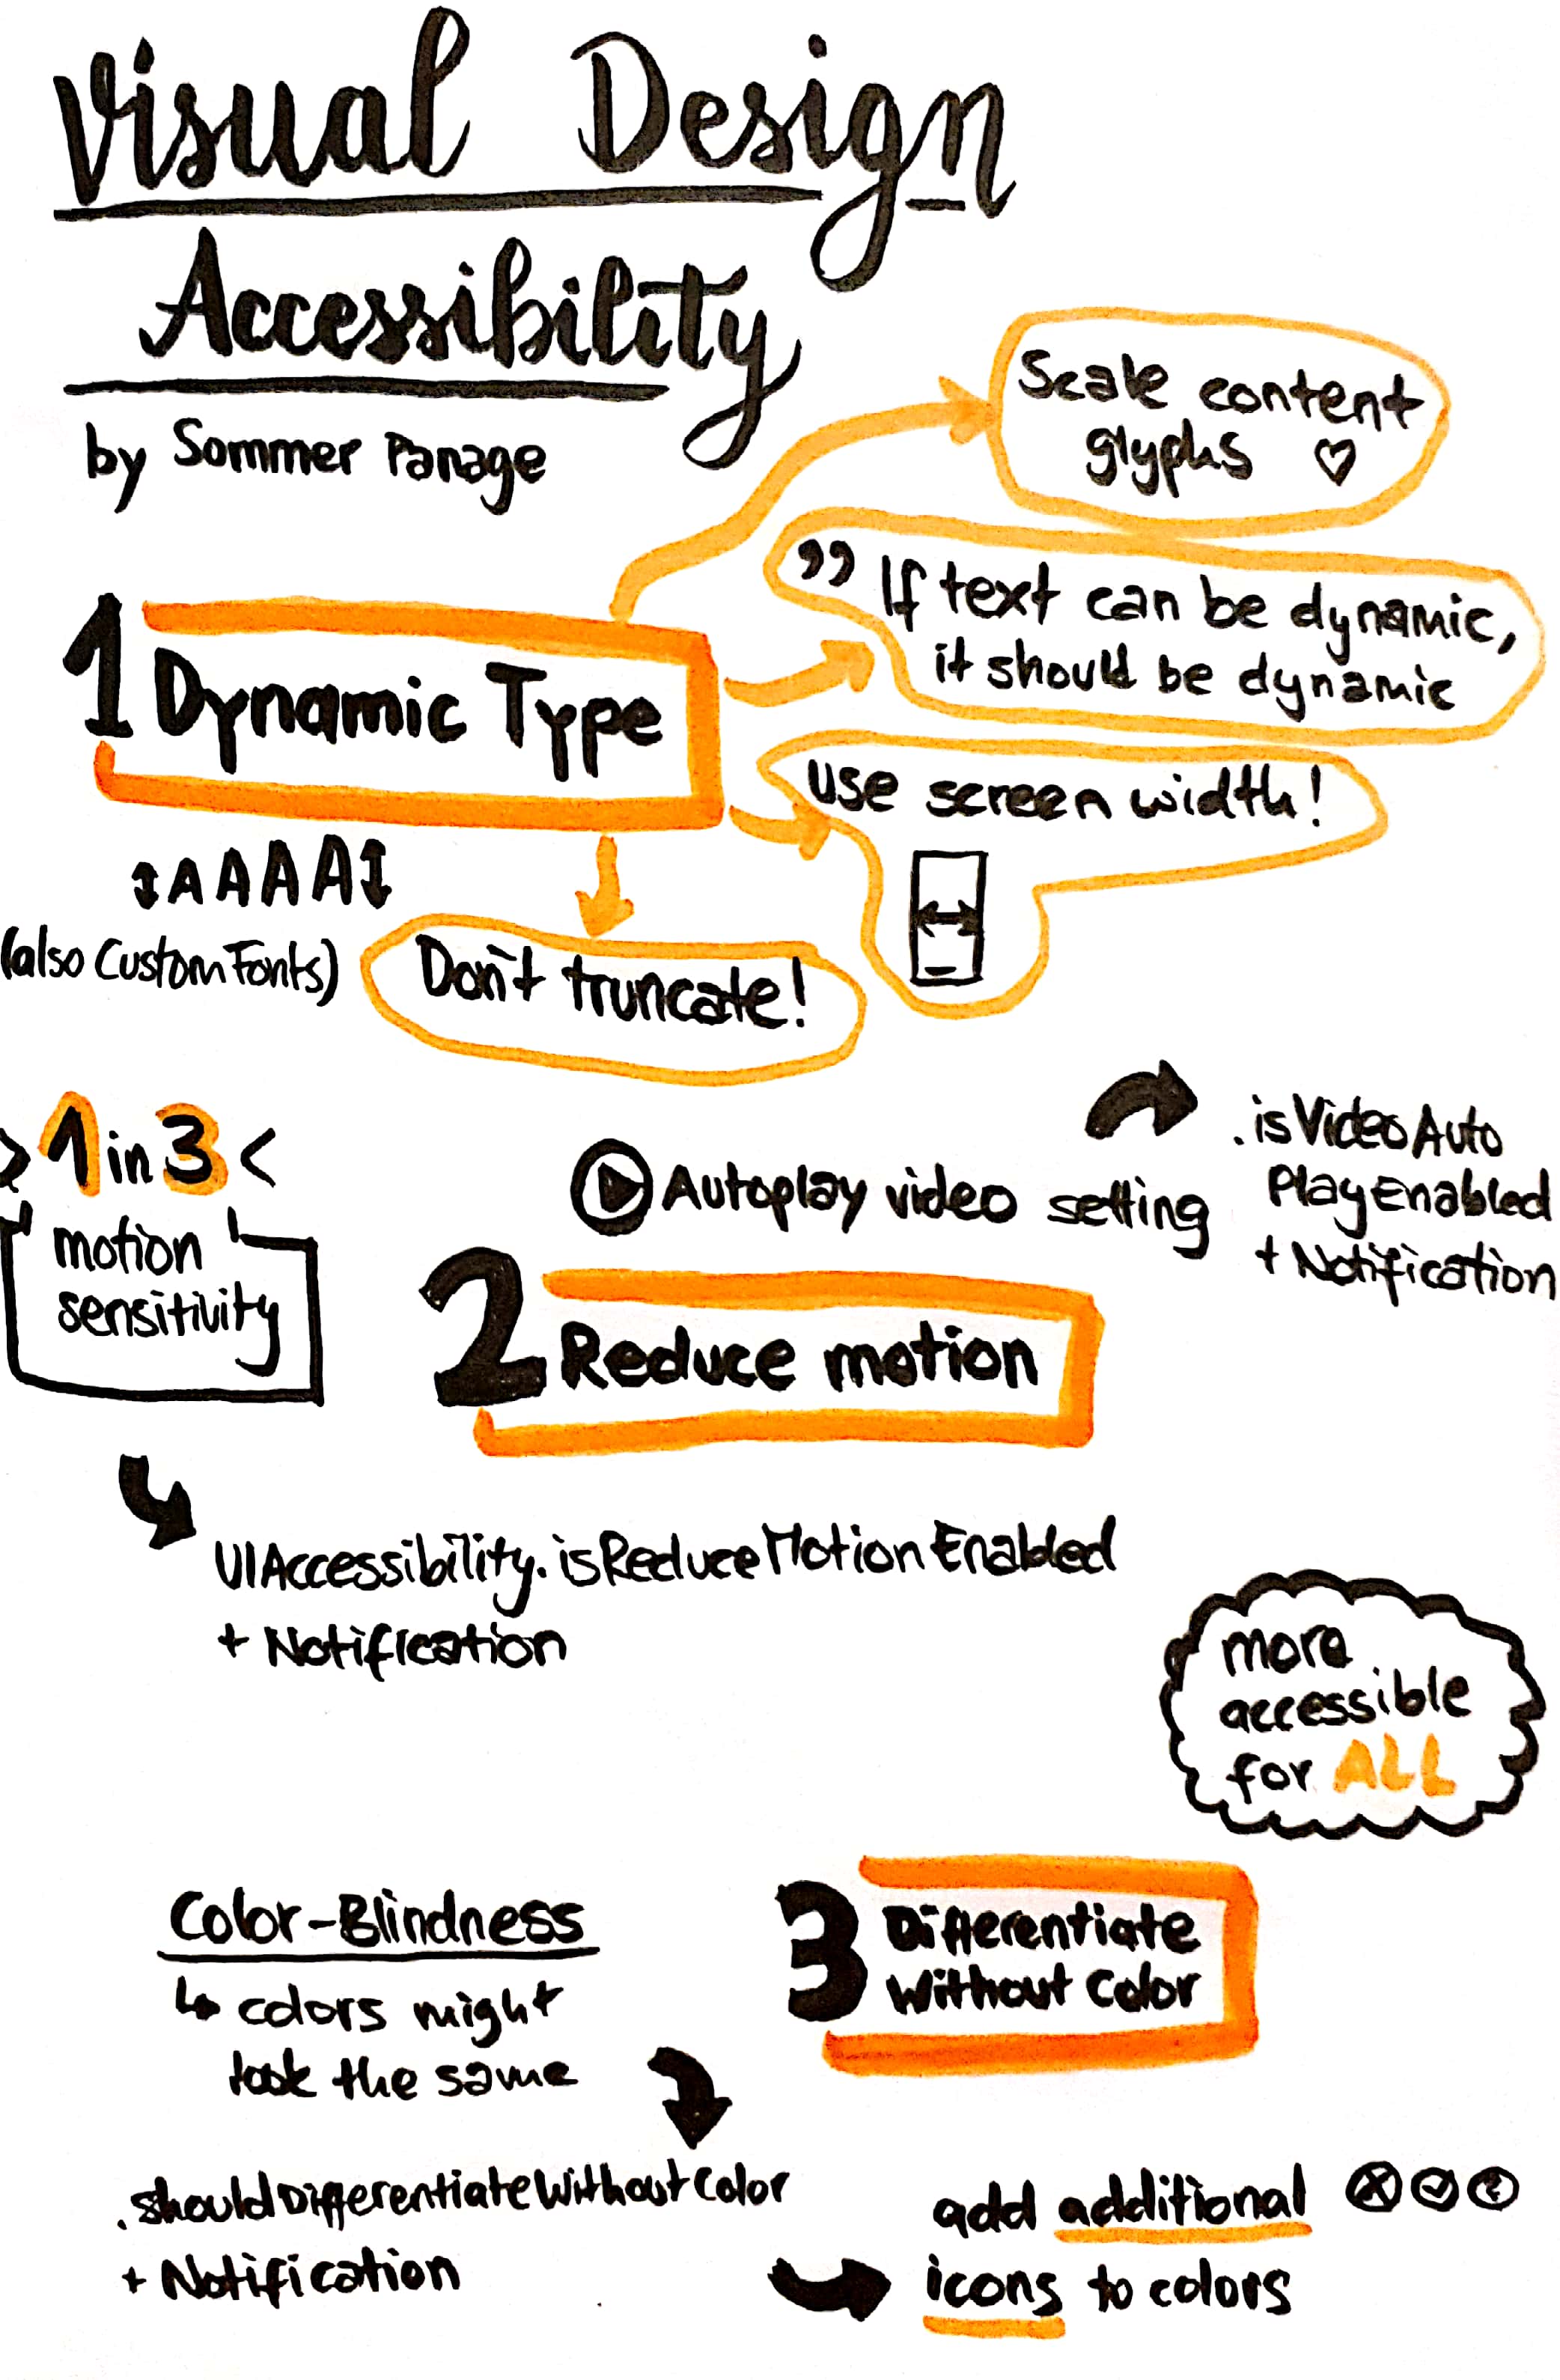 Visual Design
Accessibility
by Sommer Panage
Scale content
glyphs
" If text can be dynamic,
it should be dynamic
1 Dynamic Type
use screen width!
AAAA
(also Custom Fonts)
Don't truncate!
> 1 in 3 <
motion
sensitivity
Autoplay video setting
.isVideoAuto
PlayEnabled
+ Notification
2 Reduce motion
UIAccessibility.isReduceMotionEnabled
+ Notification
more
accessible
for ALL
3 Differentiate
Without Color
Color-Blindness
colors might
look the same
.shouldDifferentiateWithoutColor
+ Notification
add additional
icons to colors